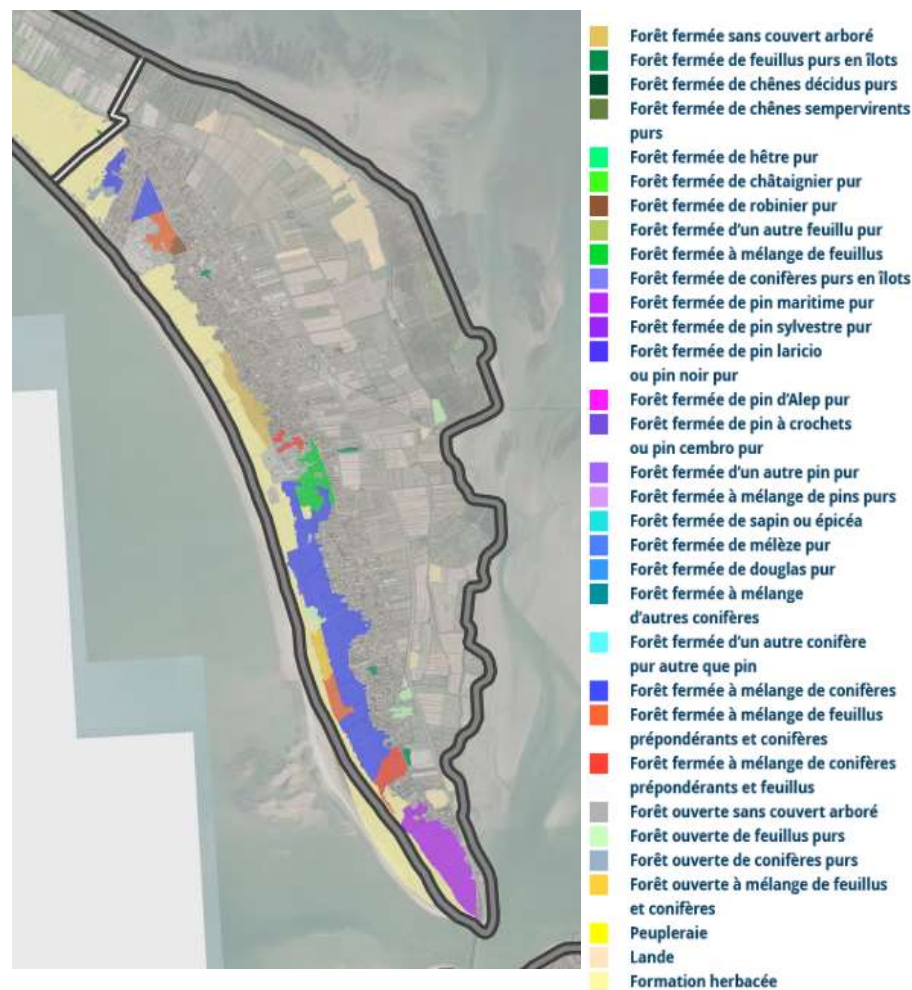 Forêt fermée sans couvert arboré
Forêt fermée de feuillus purs en îlots
Forêt fermée de chênes décidus purs
Forêt fermée de chênes sempervirents
purs
Forêt fermée de hêtre pur
Forêt fermée de châtaignier pur
Forêt fermée de robinier pur
Forêt fermée d'un autre feuillu pur
Forêt fermée à mélange de feuillus
Forêt fermée de conifères purs en îlots
Forêt fermée de pin maritime pur
Forêt fermée de pin sylvestre pur
Forêt fermée de pin laricio
ou pin noir pur
Forêt fermée de pin d'Alep pur
Forêt fermée de pin à crochets
ou pin cembro pur
Forêt fermée d'un autre pin pur
Forêt fermée à mélange de pins purs
Forêt fermée de sapin ou épicéa
Forêt fermée de mélèze pur
Forêt fermée de douglas pur
Forêt fermée à mélange
d'autres conifères
Forêt fermée d'un autre conifère
pur autre que pin
Forêt fermée à mélange de conifères
Forêt fermée à mélange de feuillus
prépondérants et conifères
Forêt fermée à mélange de conifères
prépondérants et feuillus
Forêt ouverte sans couvert arboré
Forêt ouverte de feuillus purs
Forêt ouverte de conifères purs
Forêt ouverte à mélange de feuillus
et conifères
Peupleraie
Lande
Formation herbacée